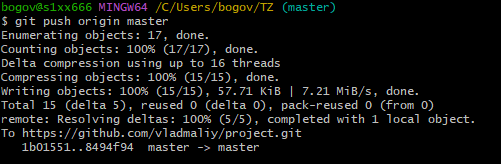 bogov@s1xx666 MINGW64 /C/Users/bogov/TZ (master)
$ git push origin master
Enumerating objects: 17, done.
Counting objects: 100% (17/17), done.
Delta compression using up to 16 threads
Compressing objects: 100% (15/15), done.
Writing objects: 100% (15/15), 57.71 KiB | 7.21 MiB/s, done.
Total 15 (delta 5), reused 0 (delta 0), pack-reused 0 (from 0)
remote: Resolving deltas: 100% (5/5), completed with 1 local object.
To https://github.com/vladmaliy/project.git
   1b01551..8494f94  master -> master